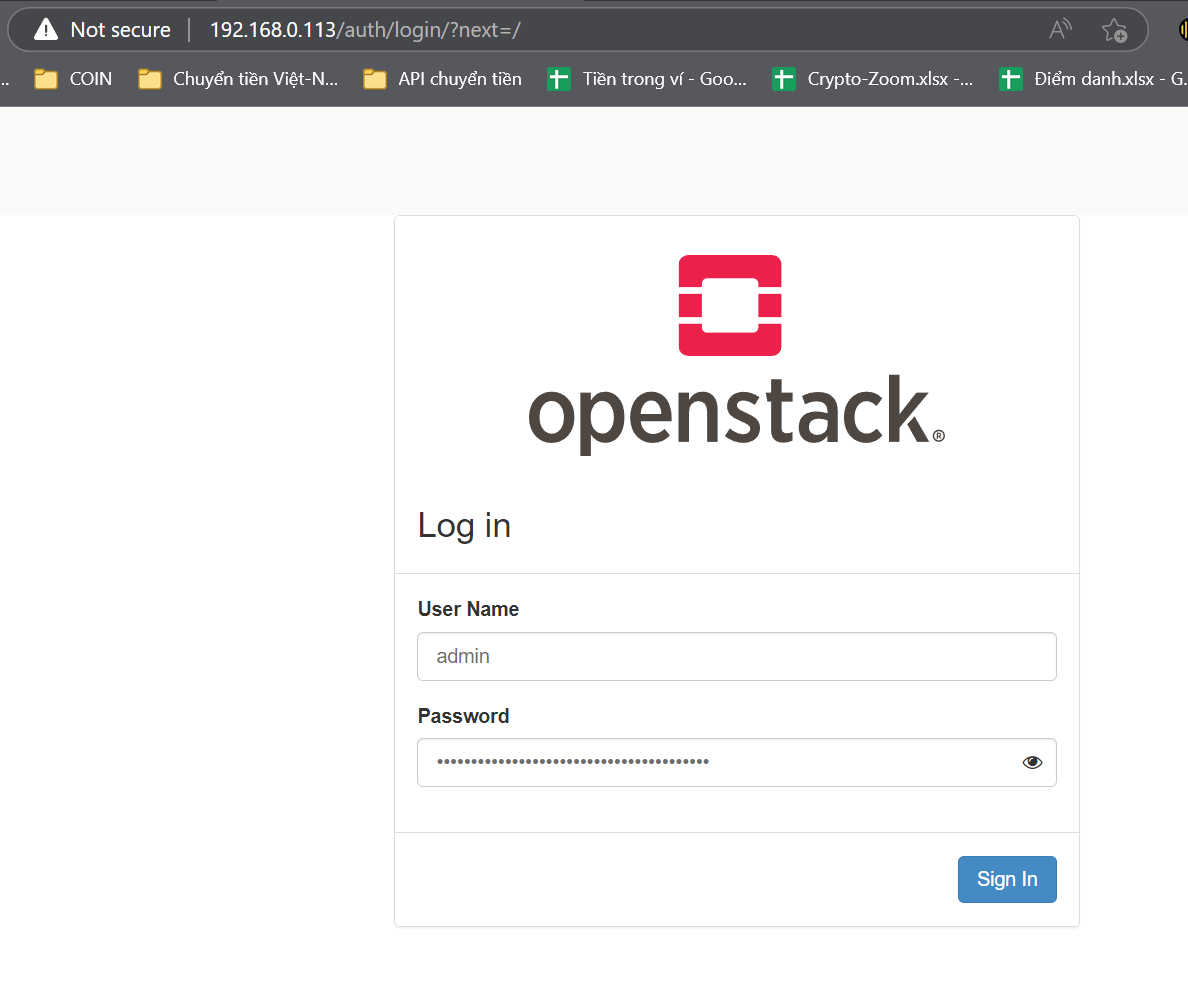 Not secure 192.168.0.113/auth/login/?next=/
.. COIN Chuyển tiền Việt-N... API chuyển tiền Tiền trong ví - Goo... Crypto-Zoom.xlsx -... Điểm danh.xlsx - G.
openstack.®
Log in
User Name
admin
Password
••••••••••••••••••••••••••••••••••••••••
Sign In